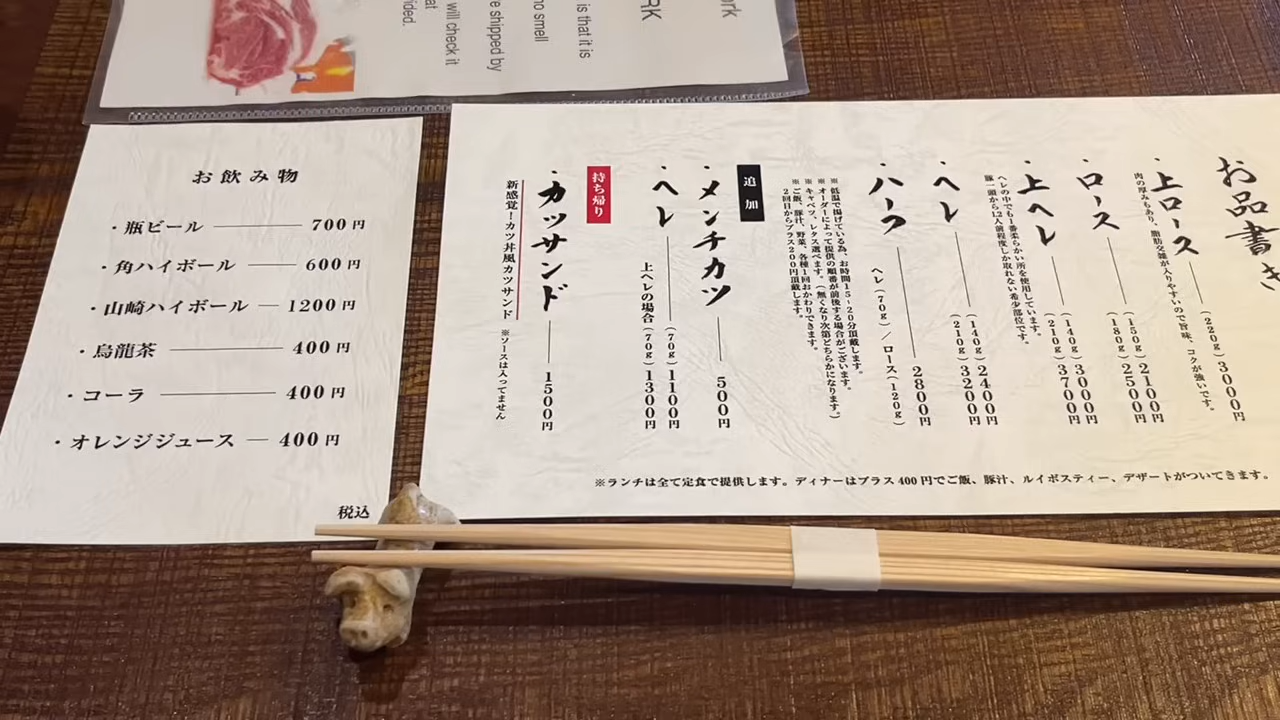 ork
RK
is that it is
no smell
e shipped by
will check it
at
ided.
お品書き
・上ロース (220g) 3000円
肉の厚みもあり、脂肪交雑が入りやすいので旨味、コクが強いです。
・ロース (150g) 2100円
(180g) 2500円
・上ヘレ (140g) 3000円
(210g) 3700円
ヘレの中でも1番柔らかい所を使用しています。
豚一頭から1.2人前程度しか取れない希少部位です。
・ヘレ (140g) 2400円
(210g) 3200円
・ハーフ 2800円
ヘレ(70g)/ロース(120g)
※低温で揚げている為、お時間15~20分頂戴します。
※オーダーによって提供の順番が前後する場合がございます。
※キャベツ、レタス選べます。(無くなり次第どちらかになります。)
※ご飯、豚汁、野菜、各種1回おかわりできます。
2回目からプラス200円頂戴します。
追加
・メンチカツ 500円
・ヘレ (70g) 1100円
上ヘレの場合 (70g) 1300円
持ち帰り
・カツサンド 1500円
新感覚!カツ丼風カツサンド ※ソースは入ってません
※ランチは全て定食で提供します。ディナーはプラス400円でご飯、豚汁、ルイボスティー、デザートがついてきます。
お飲み物
・瓶ビール 700円
・角ハイボール 600円
・山崎ハイボール 1200円
・烏龍茶 400円
・コーラ 400円
・オレンジジュース 400円
税込